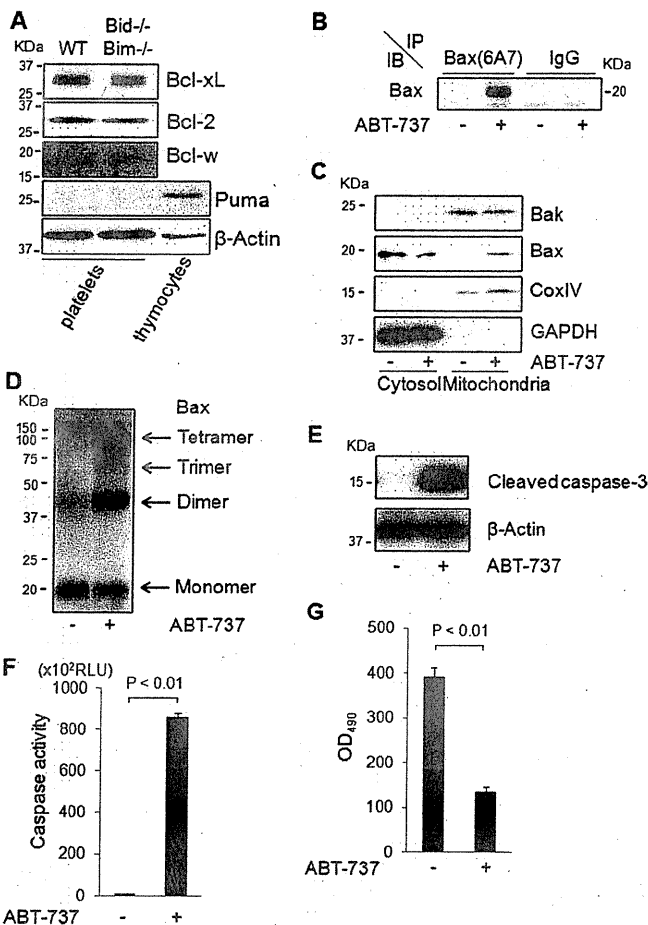 A
KDa
WT
Bid-/-
Bim-/-
37-
25-
Bcl-xL
37-
25-
Bcl-2
20-
15-
Bcl-w
25-
Puma
37-
β-Actin
platelets
thymocytes
B
IP
IB
Bax(6A7)
IgG
KDa
Bax
-20
ABT-737 - + - +
C
KDa
25-
Bak
20-
Bax
15-
CoxIV
37-
GAPDH
- + - + ABT-737
Cytosol Mitochondria
D
KDa
Bax
150-
100-
Tetramer
75-
Trimer
50-
Dimer
37-
25-
20-
Monomer
- + ABT-737
E
KDa
15-
Cleaved caspase-3
37-
β-Actin
- + ABT-737
F
(x10²RLU)
P < 0.01
1000
800
600
400
200
0
Caspase activity
ABT-737 - +
G
P < 0.01
500
400
300
200
100
0
OD490
ABT-737 - +